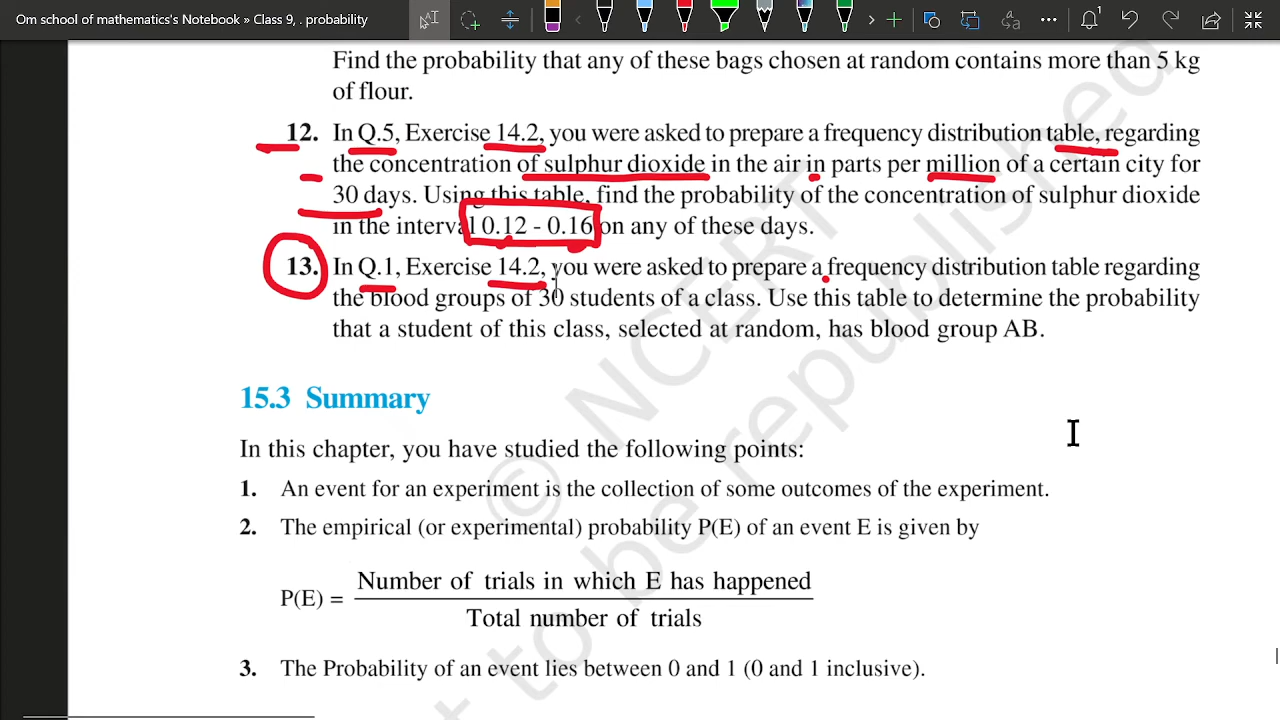 Om school of mathematics's Notebook » Class 9, . probability
Find the probability that any of these bags chosen at random contains more than 5 kg
of flour.
12. In Q.5, Exercise 14.2, you were asked to prepare a frequency distribution table, regarding
the concentration of sulphur dioxide in the air in parts per million of a certain city for
30 days. Using this table, find the probability of the concentration of sulphur dioxide
in the interval 0.12 - 0.16 on any of these days.
13. In Q.1, Exercise 14.2, you were asked to prepare a frequency distribution table regarding
the blood groups of 30 students of a class. Use this table to determine the probability
that a student of this class, selected at random, has blood group AB.
15.3 Summary
In this chapter, you have studied the following points:
1. An event for an experiment is the collection of some outcomes of the experiment.
2. The empirical (or experimental) probability P(E) of an event E is given by
Number of trials in which E has happened
P(E) =
Total number of trials
3. The Probability of an event lies between 0 and 1 (0 and 1 inclusive).
© NCERT
not to be republished